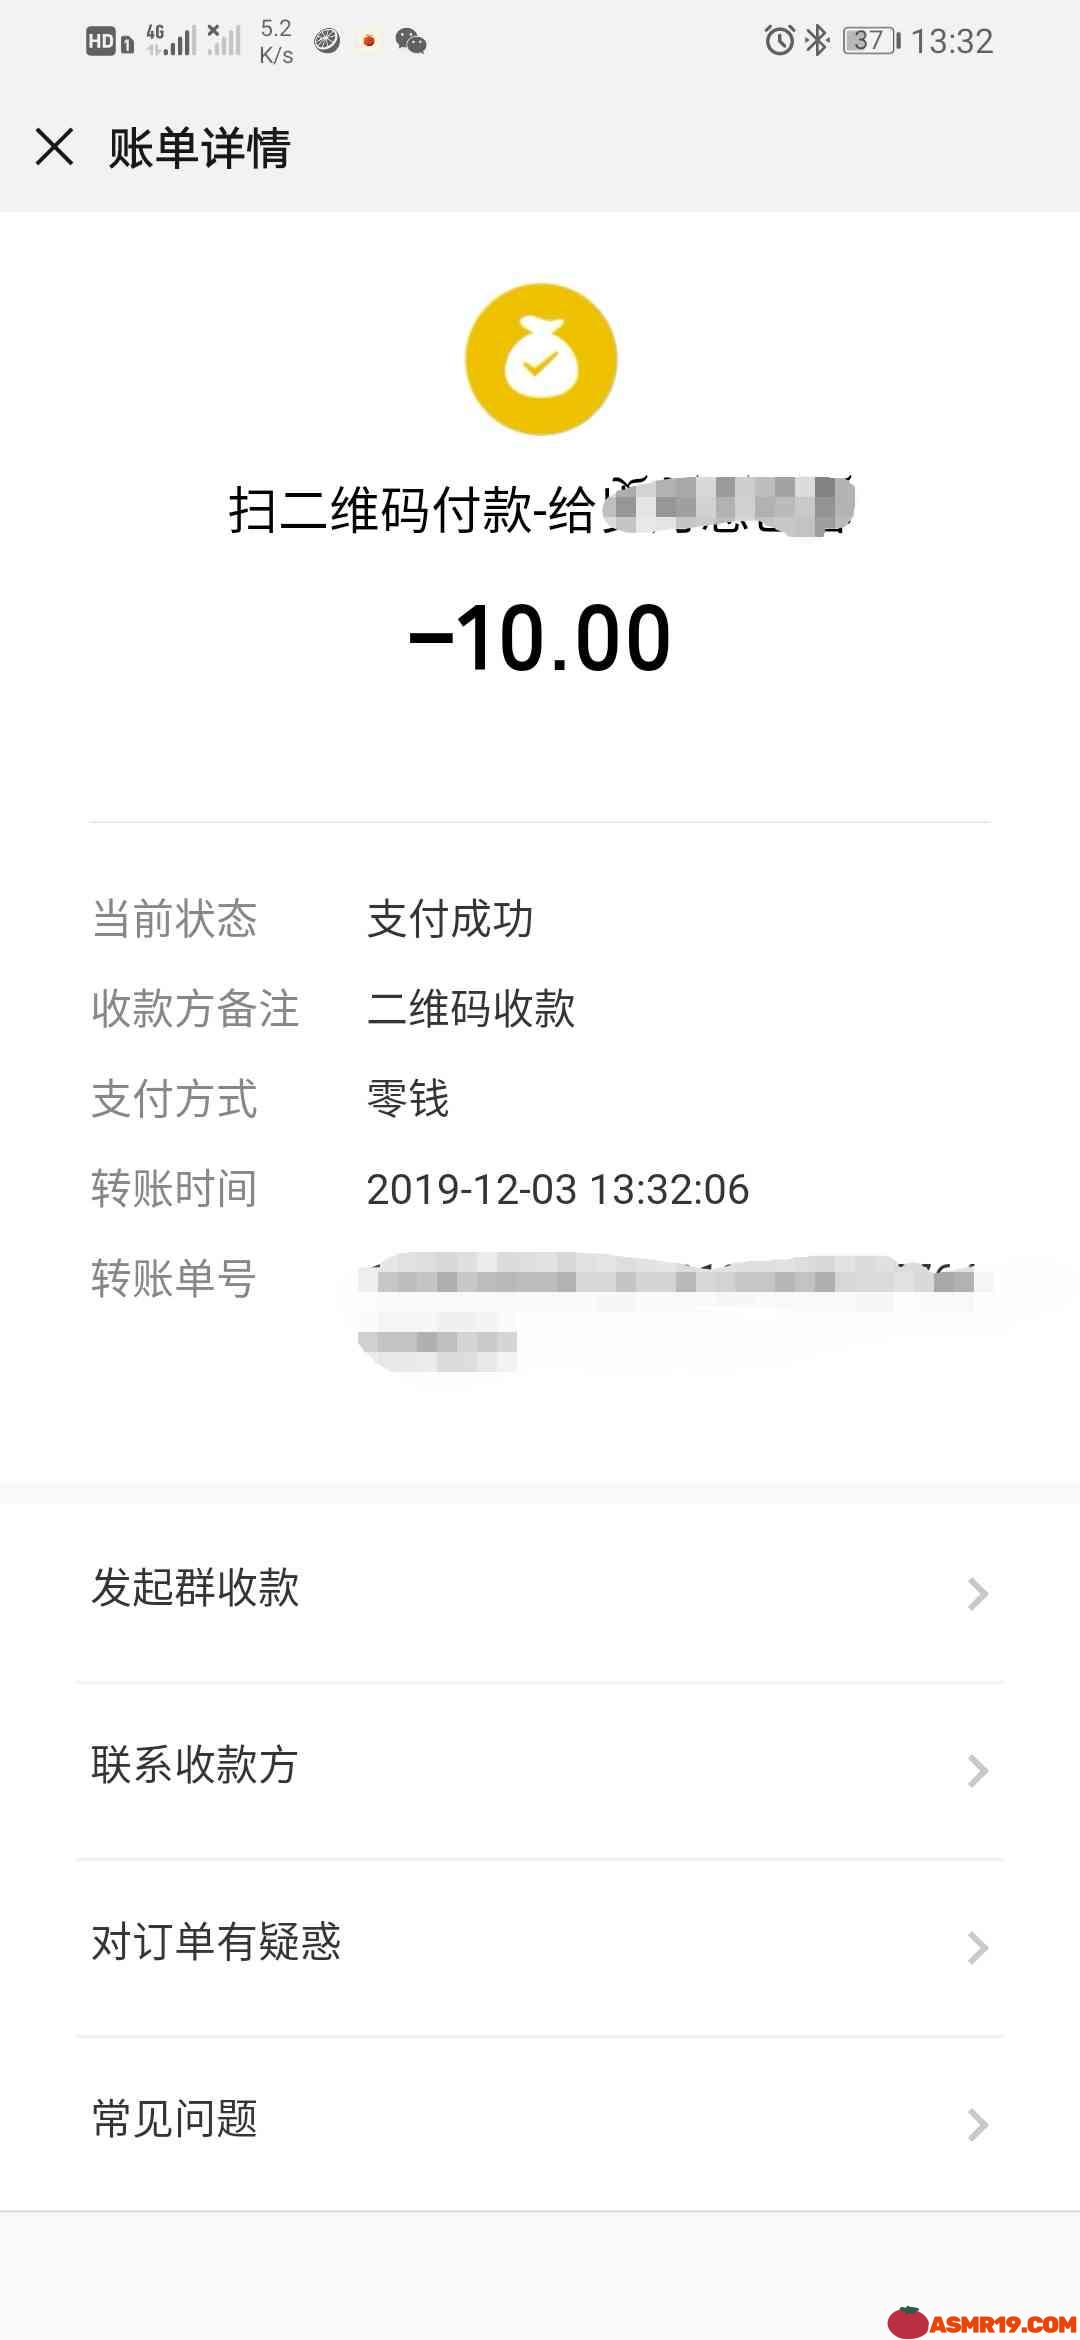 HD 1 4G 5.2 K/s 37 13:32
账单详情
扫二维码付款-给
-10.00
当前状态 支付成功
收款方备注 二维码收款
支付方式 零钱
转账时间 2019-12-03 13:32:06
转账单号
发起群收款
联系收款方
对订单有疑惑
常见问题
ASMR19.COM